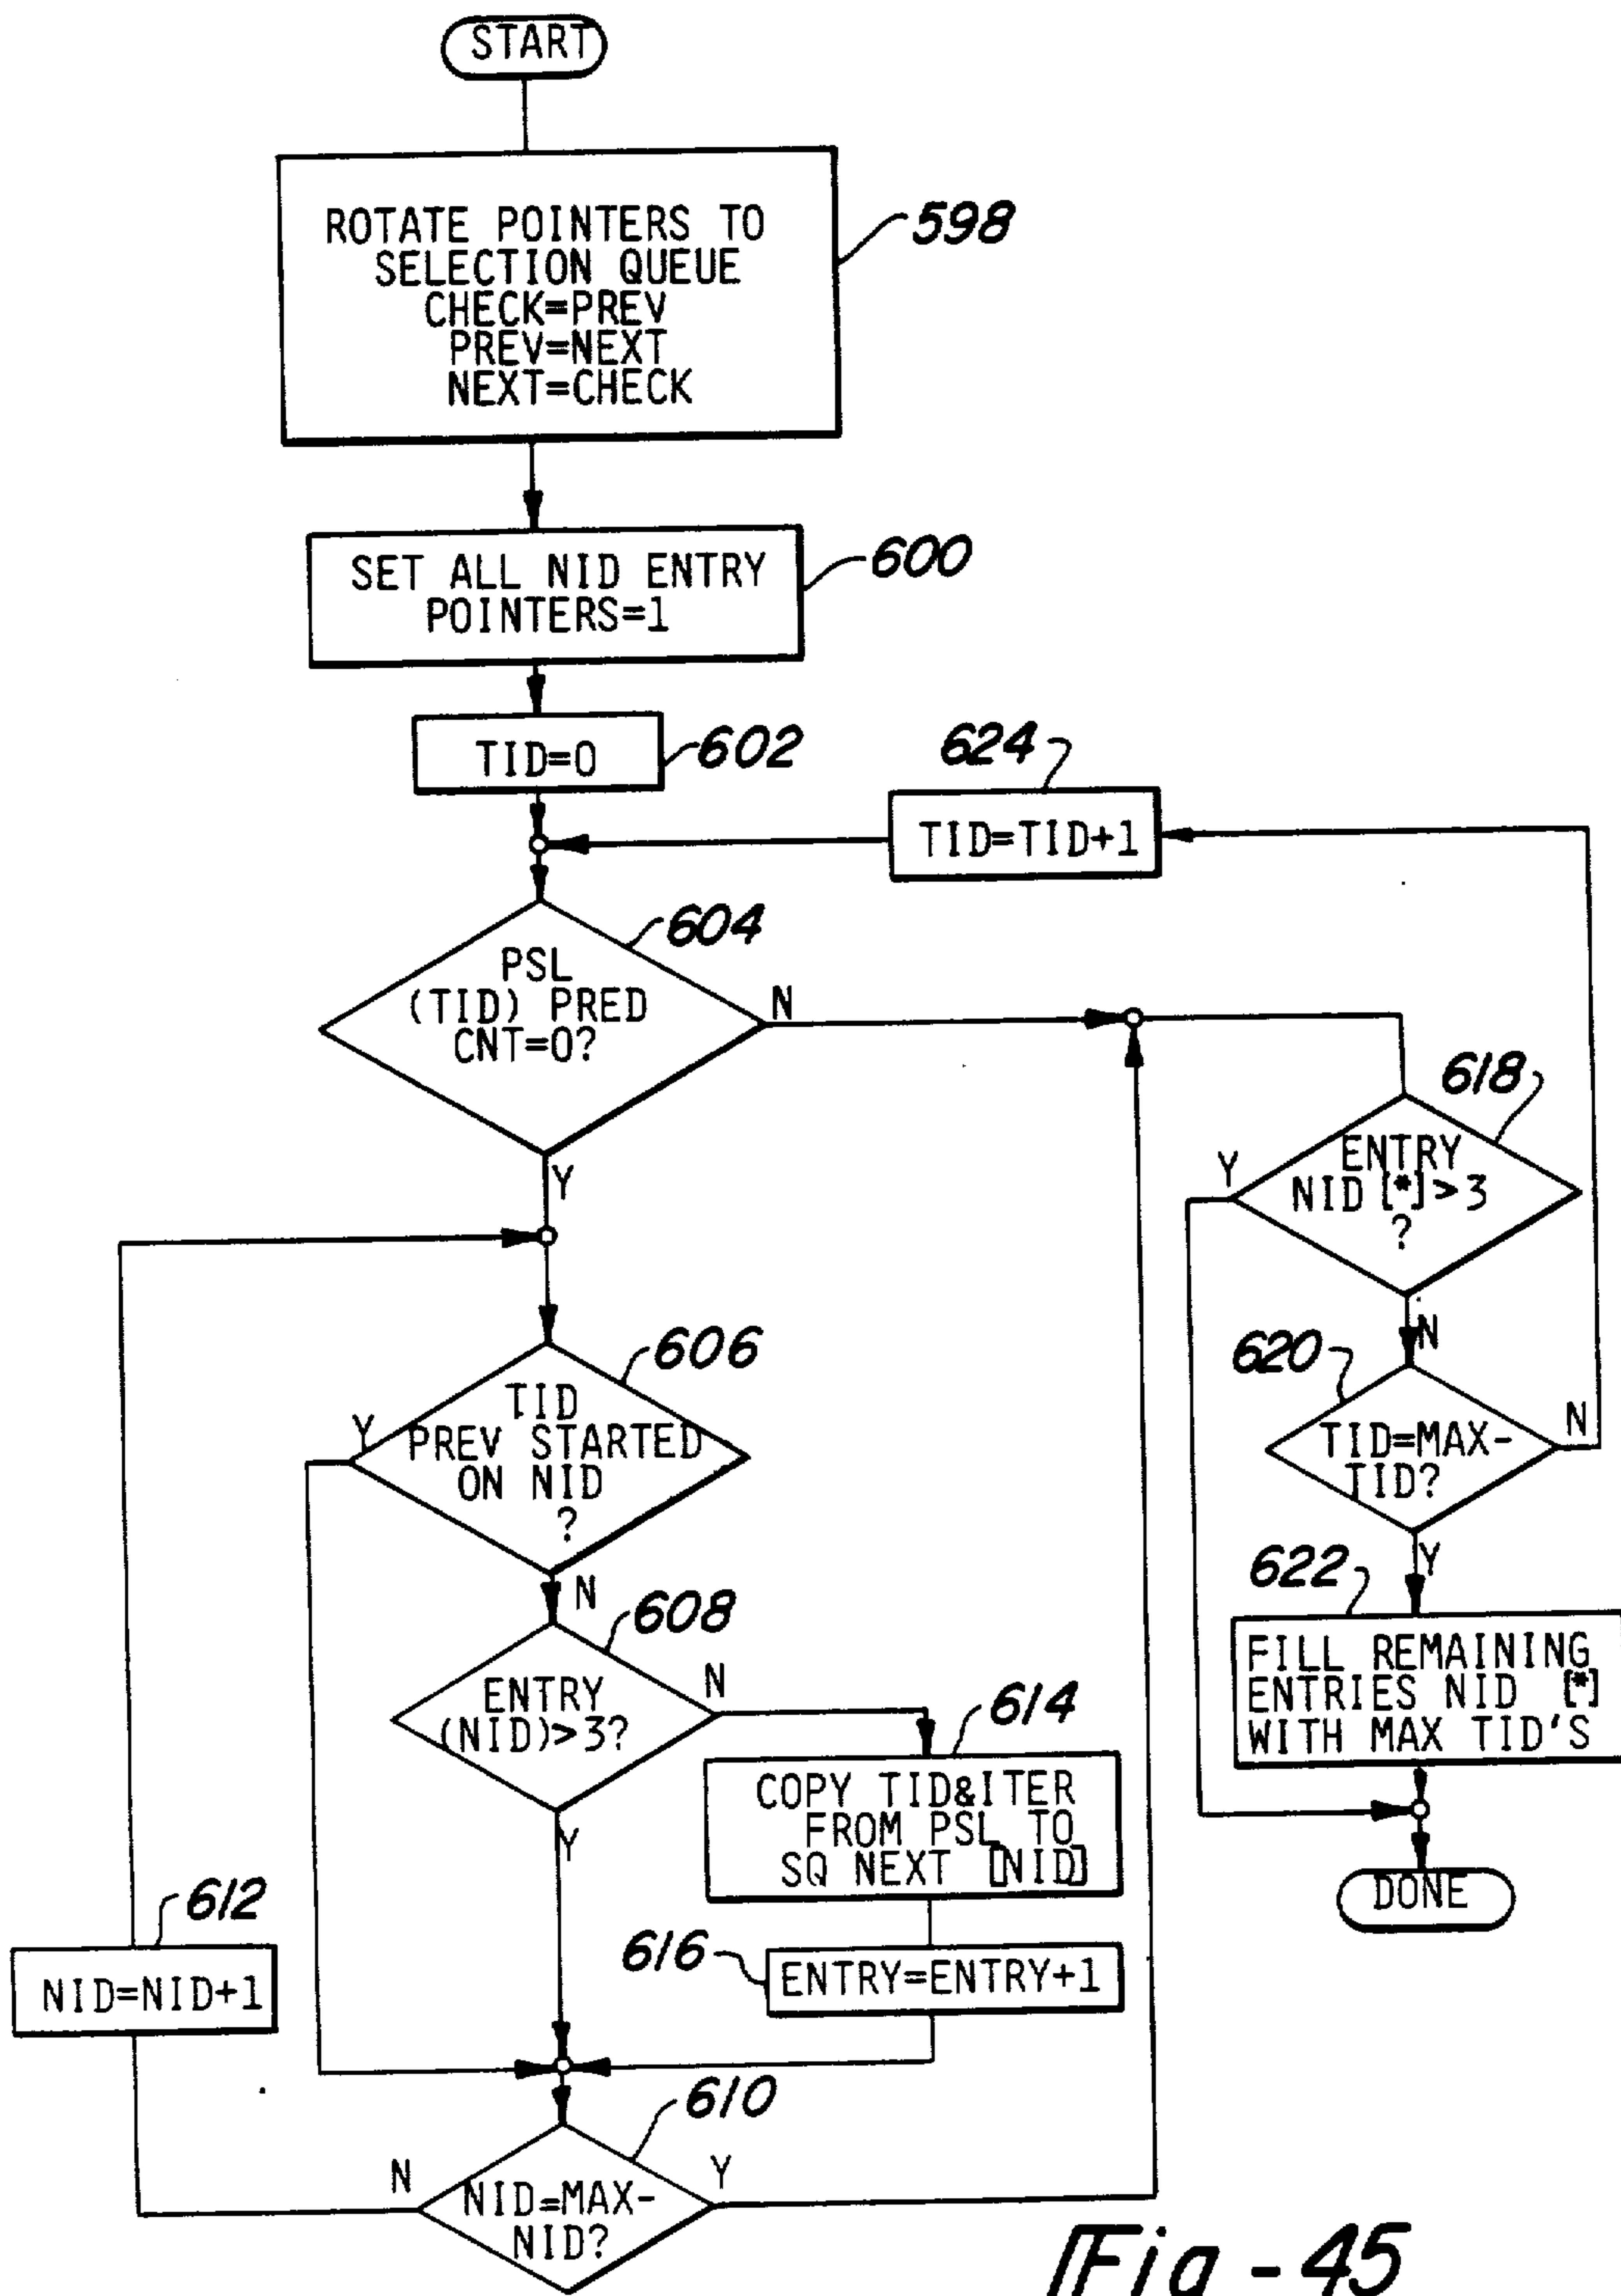 START
ROTATE POINTERS TO
SELECTION QUEUE
CHECK=PREV
PREV=NEXT
NEXT=CHECK
598
SET ALL NID ENTRY
POINTERS=1
600
TID=0
602
624
TID=TID+1
604
PSL
(TID) PRED
CNT=0?
N
Y
618
ENTRY
NID [*]>3
?
Y
N
606
TID
PREV STARTED
ON NID
?
Y
N
620
TID=MAX-
TID?
N
Y
608
ENTRY
(NID)>3?
N
Y
622
FILL REMAINING
ENTRIES NID [*]
WITH MAX TID'S
614
COPY TID&ITER
FROM PSL TO
SQ NEXT [NID]
DONE
612
NID=NID+1
616
ENTRY=ENTRY+1
610
NID=MAX-
NID?
N
Y
Fig-45